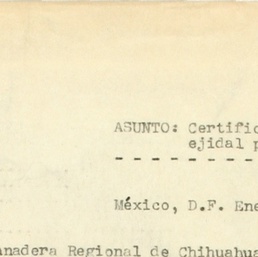 ASUNTO: Certific
ejidal p
- - - - - - - - -
México, D.F. Ene
anadera Regional de Chihuahua